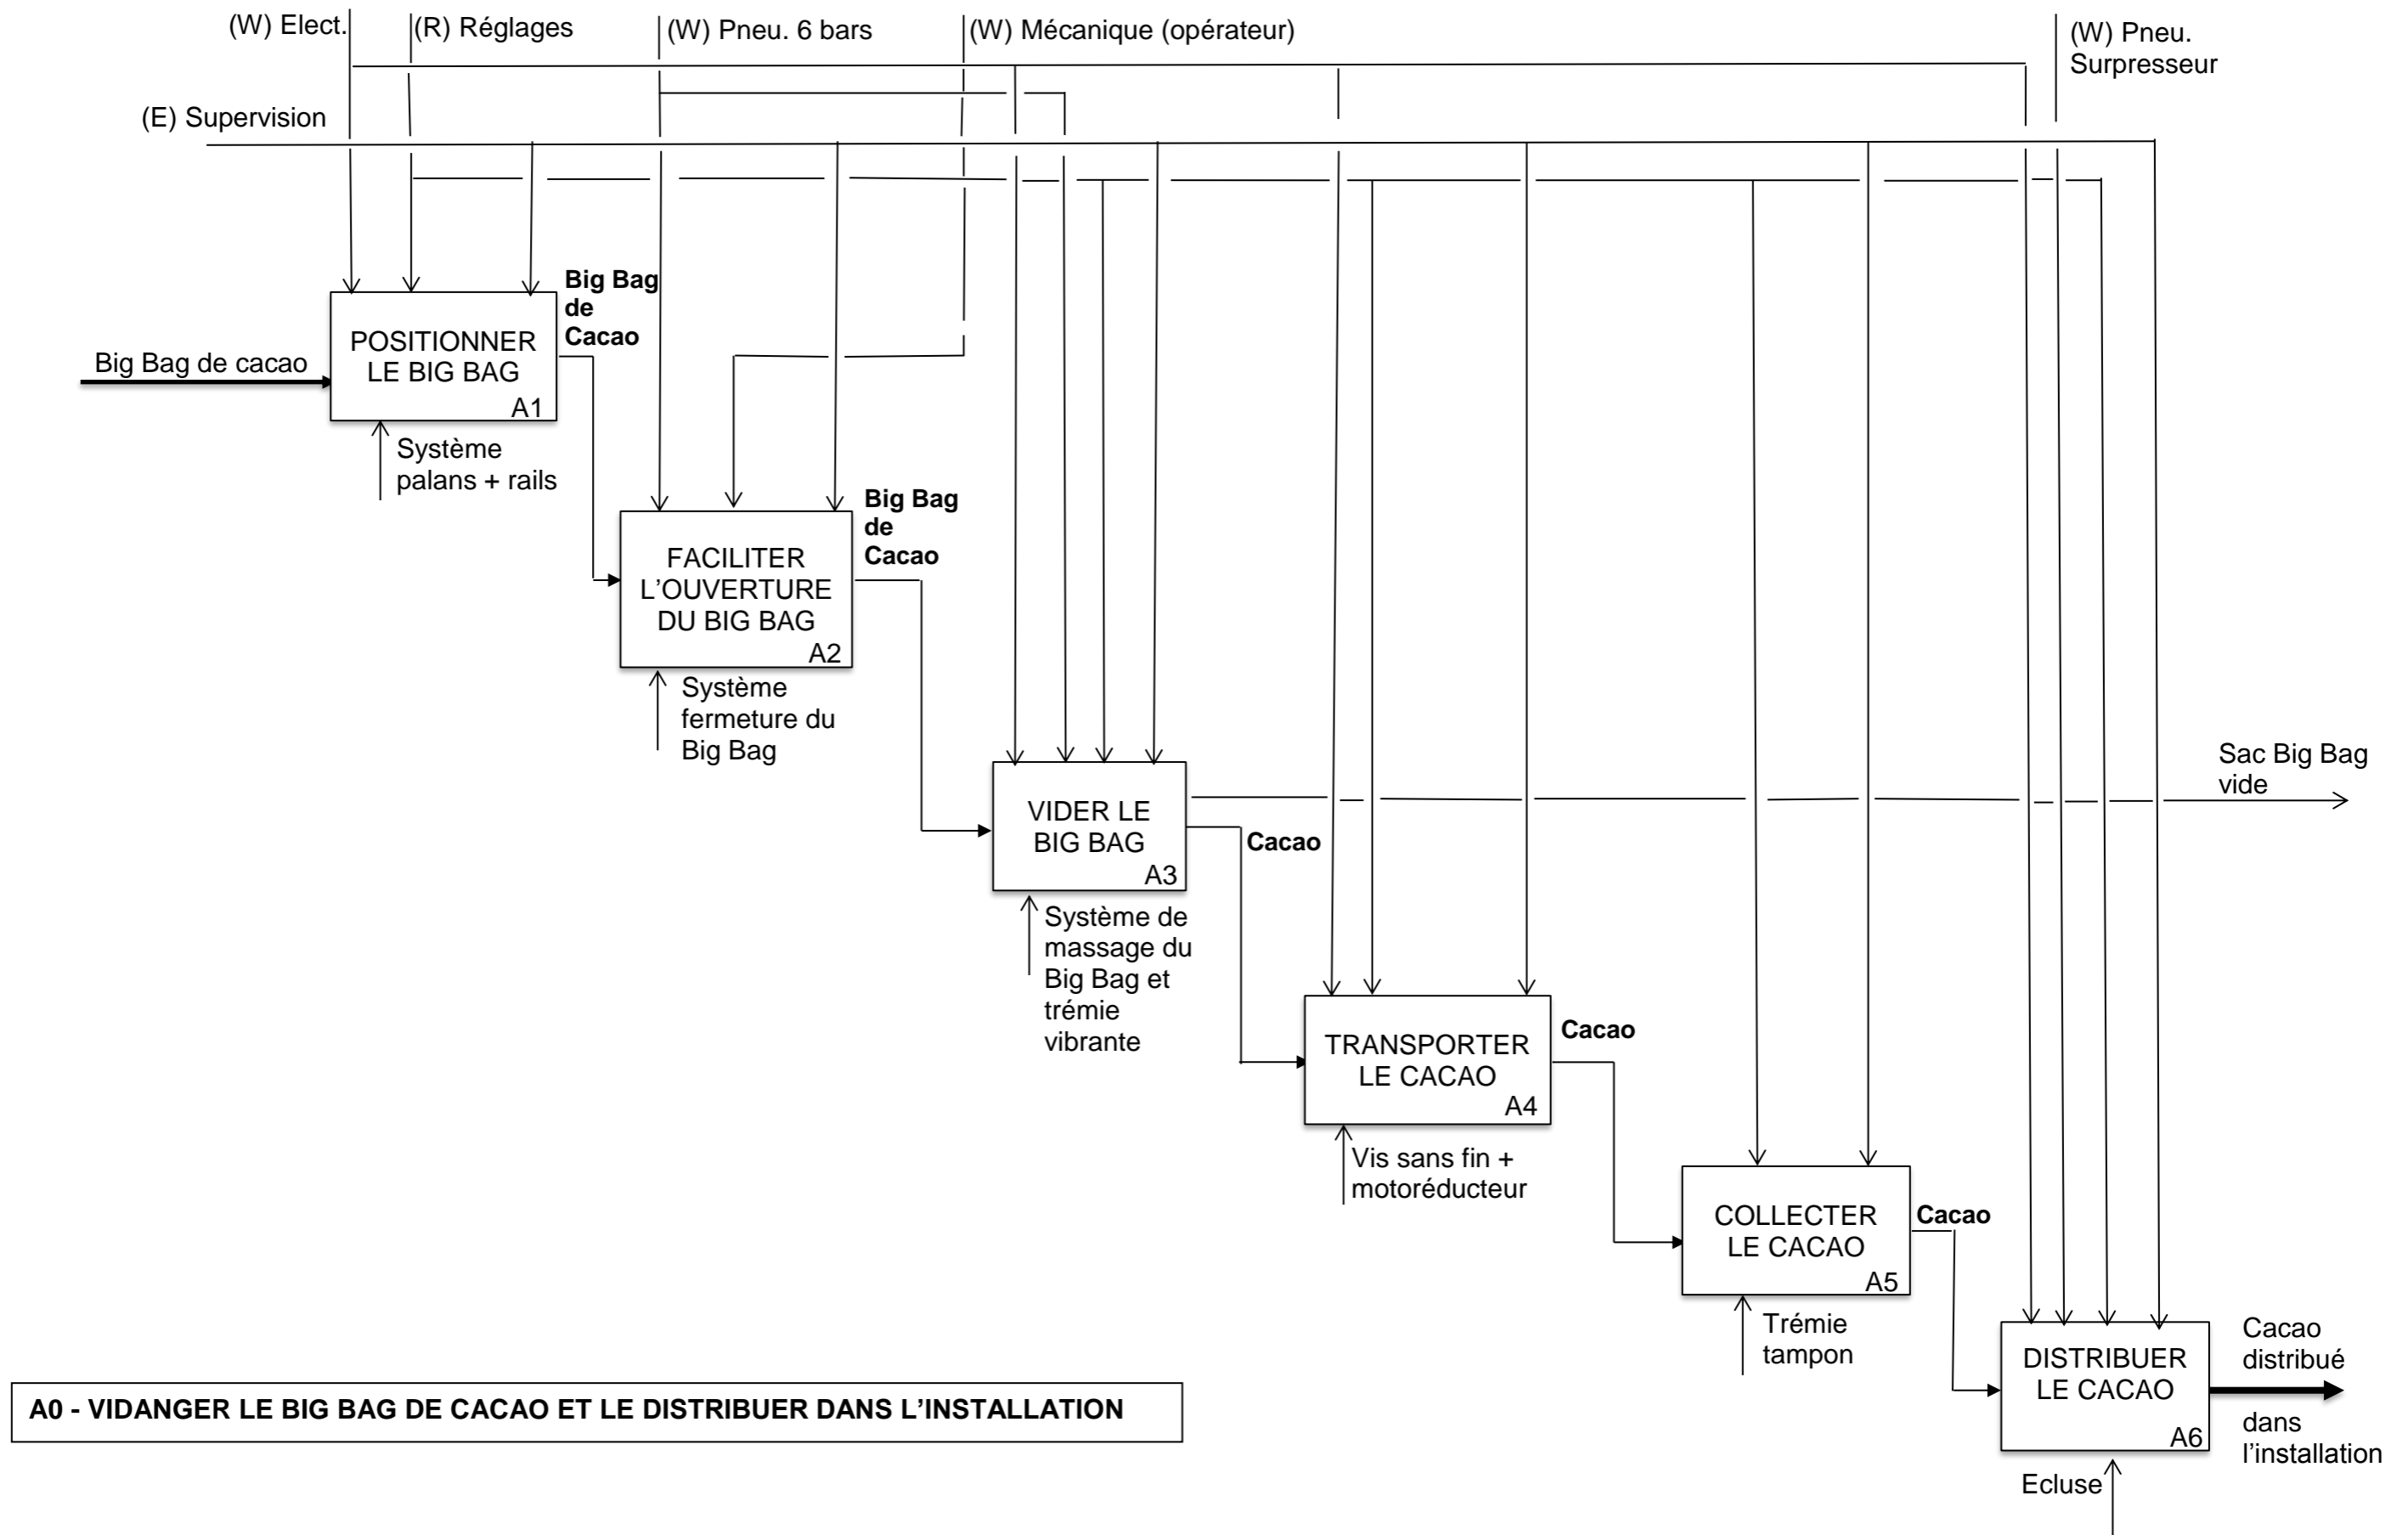 (W) Elect.
(R) Réglages
(W) Pneu. 6 bars
(W) Mécanique (opérateur)
(W) Pneu.
Surpresseur
(E) Supervision
Big Bag de cacao
POSITIONNER
LE BIG BAG
A1
Big Bag
de
Cacao
Système
palans + rails
FACILITER
L’OUVERTURE
DU BIG BAG
A2
Big Bag
de
Cacao
Système
fermeture du
Big Bag
VIDER LE
BIG BAG
A3
Sac Big Bag
vide
Cacao
Système de
massage du
Big Bag et
trémie
vibrante
TRANSPORTER
LE CACAO
A4
Cacao
Vis sans fin +
motoréducteur
COLLECTER
LE CACAO
A5
Cacao
Trémie
tampon
DISTRIBUER
LE CACAO
A6
Cacao
distribué
dans
l’installation
Ecluse
A0 - VIDANGER LE BIG BAG DE CACAO ET LE DISTRIBUER DANS L’INSTALLATION